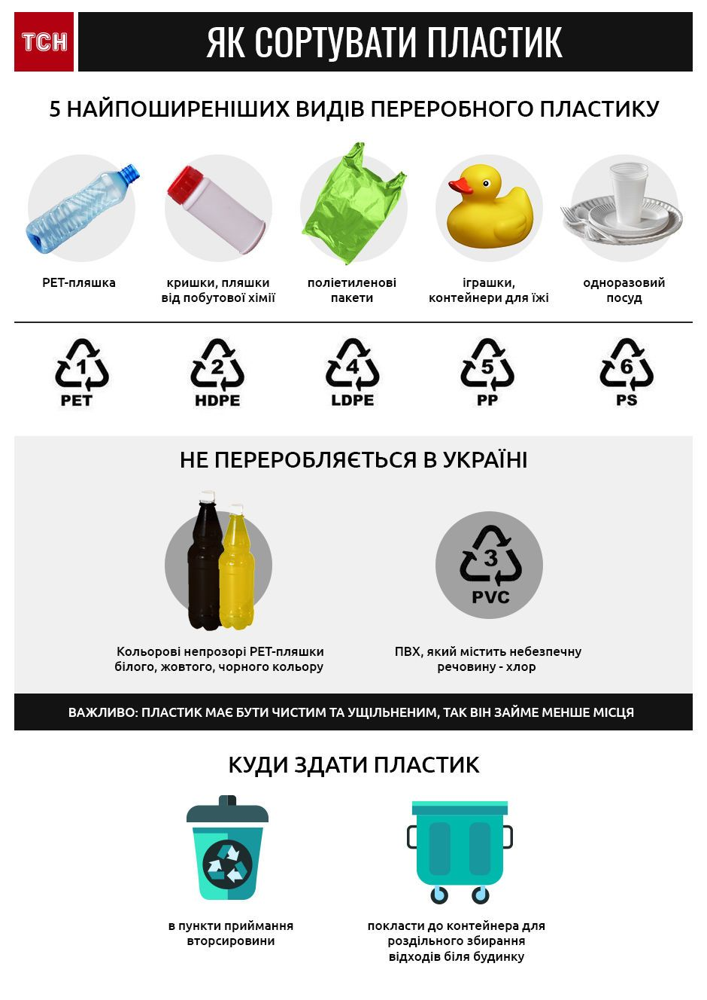 ТСН
ЯК СОРТУВАТИ ПЛАСТИК
5 НАЙПОШИРЕНІШИХ ВИДІВ ПЕРЕРОБНОГО ПЛАСТИКУ
РЕТ-пляшка
кришки, пляшки
від побутової хімії
поліетиленові
пакети
іграшки,
контейнери для їжі
одноразовий
посуд
1
PET
2
HDPE
4
LDPE
5
PP
6
PS
НЕ ПЕРЕРОБЛЯЄТЬСЯ В УКРАЇНІ
3
PVC
Кольорові непрозорі РЕТ-пляшки
білого, жовтого, чорного кольору
ПВХ, який містить небезпечну
речовину - хлор
ВАЖЛИВО: ПЛАСТИК МАЄ БУТИ ЧИСТИМ ТА УЩІЛЬНЕНИМ, ТАК ВІН ЗАЙМЕ МЕНШЕ МІСЦЯ
КУДИ ЗДАТИ ПЛАСТИК
в пункти приймання
вторсировини
покласти до контейнера для
роздільного збирання
відходів біля будинку